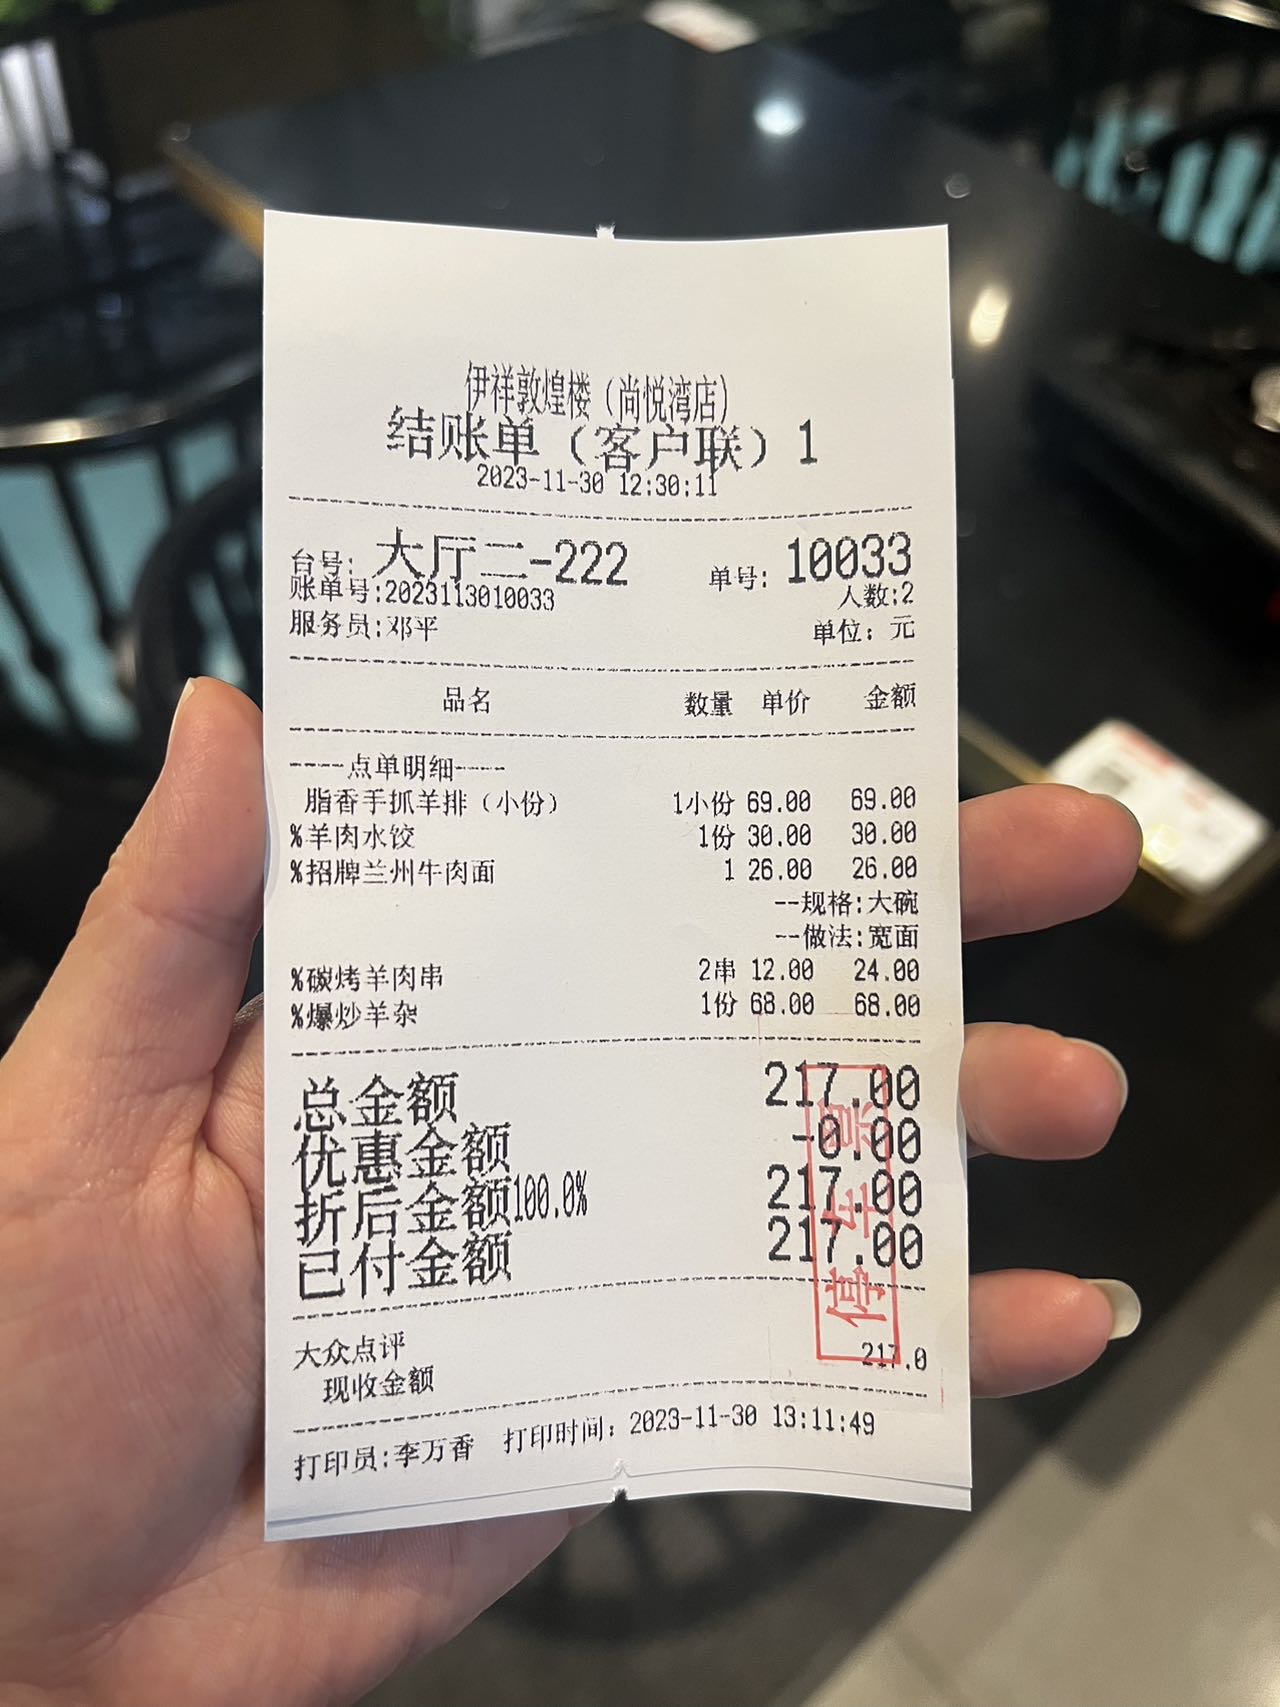 伊祥敦煌楼（尚悦湾店）
结账单（客户联）1
2023-11-30 12:30:11
台号: 大厅二-222 单号: 10033
账单号:2023113010033 人数:2
服务员:邓平 单位: 元
品名 数量 单价 金额
----点单明细----
脂香手抓羊排（小份） 1小份 69.00 69.00
%羊肉水饺 1份 30.00 30.00
%招牌兰州牛肉面 1 26.00 26.00
--规格:大碗
--做法:宽面
%碳烤羊肉串 2串 12.00 24.00
%爆炒羊杂 1份 68.00 68.00
总金额 217.00
优惠金额 -0.00
折后金额100.0% 217.00
已付金额 217.00
大众点评 217.0
现收金额
打印员:李万香 打印时间: 2023-11-30 13:11:49
停车票